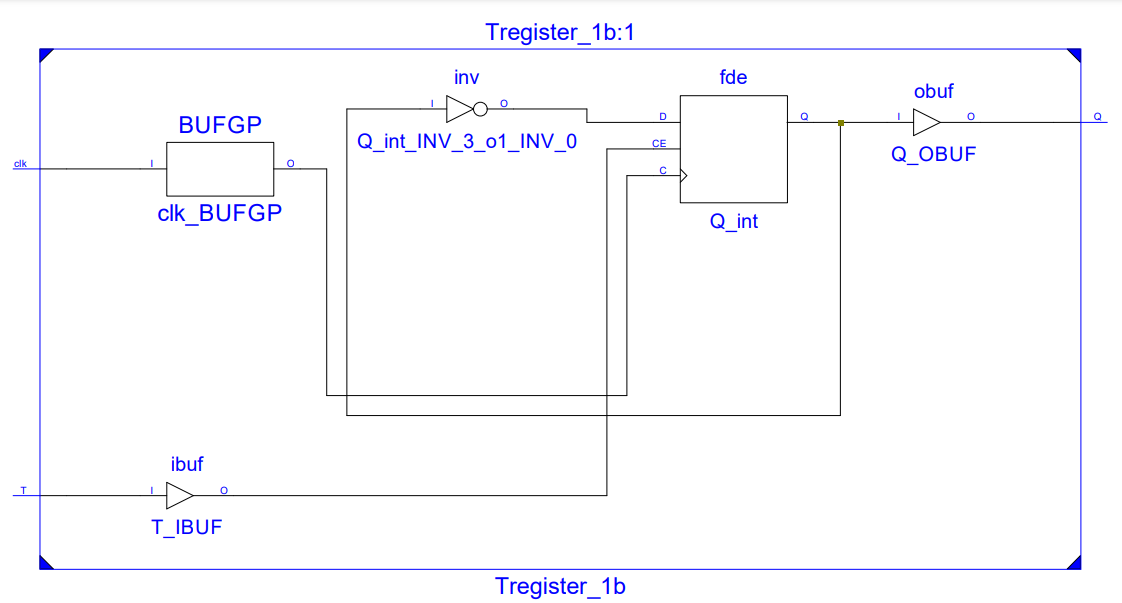 Tregister_1b:1
inv
fde
obuf
I
O
D
Q
I
O
Q
BUFGP
Q_int_INV_3_o1_INV_0
CE
Q_OBUF
clk
I
O
C
clk_BUFGP
Q_int
ibuf
T
I
O
T_IBUF
Tregister_1b